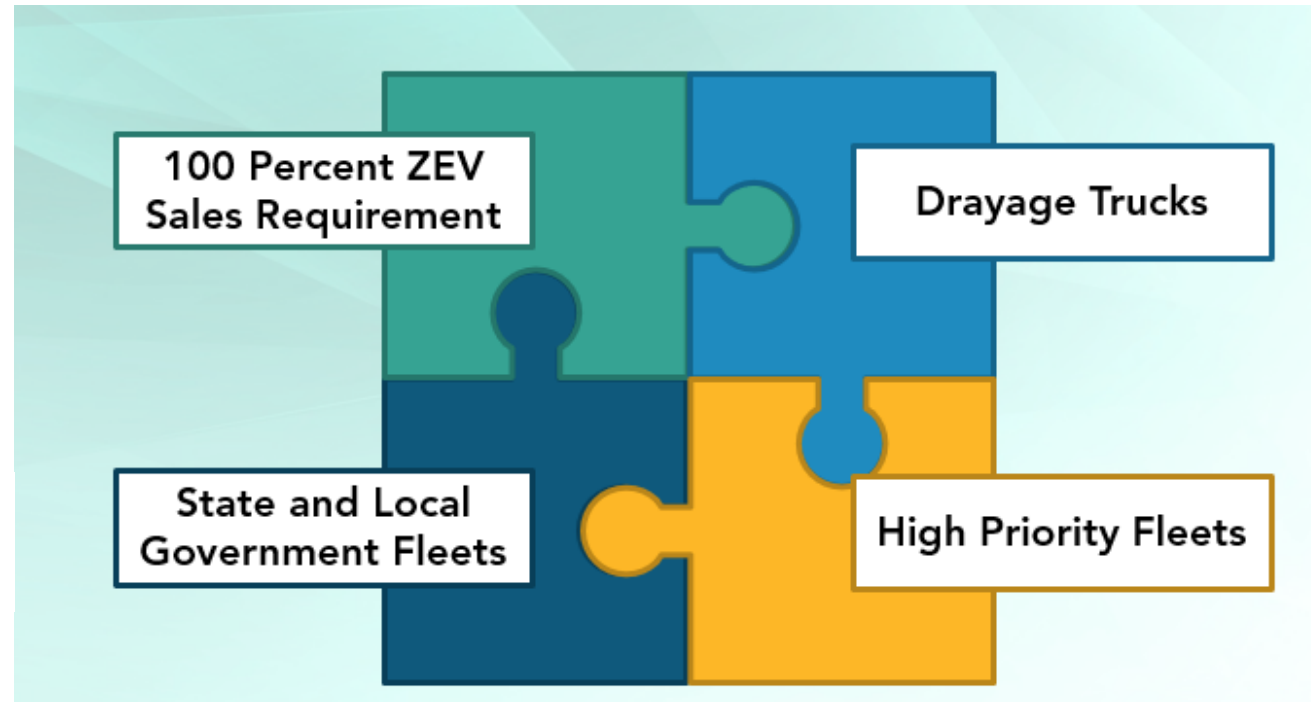 100 Percent ZEV
Sales Requirement
Drayage Trucks
State and Local
Government Fleets
High Priority Fleets